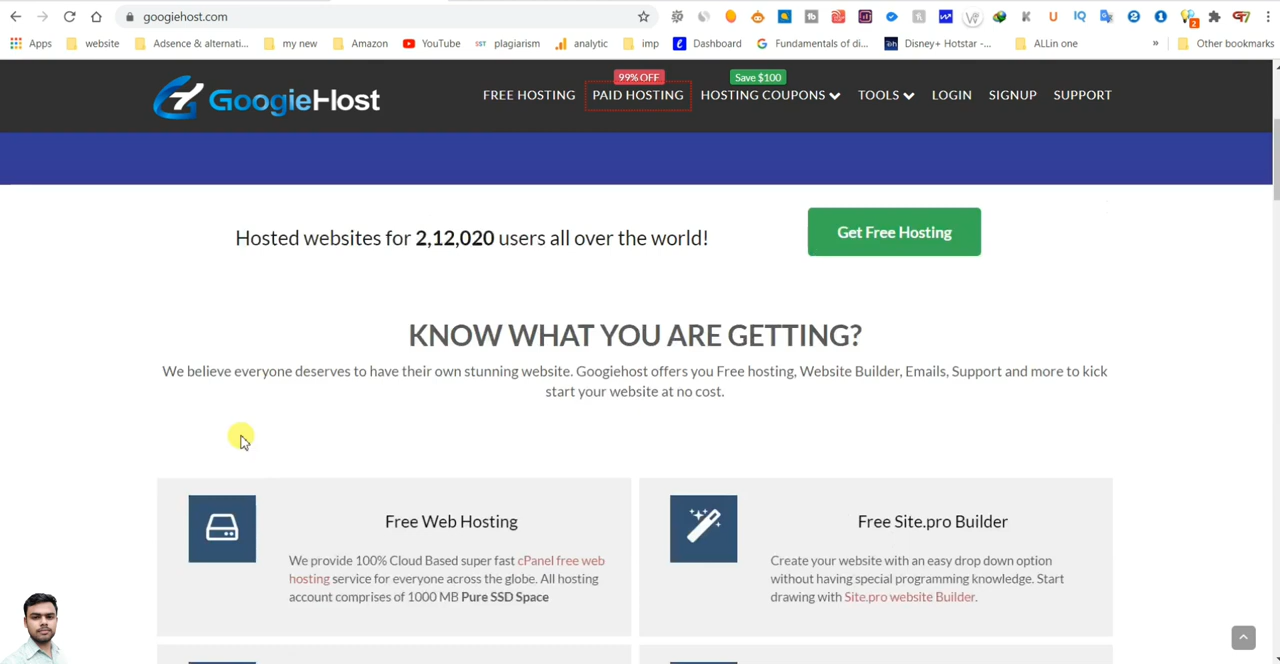 googiehost.com
2
Apps
website
Adsence & alternati...
my new
Amazon
YouTube
SST plagiarism
analytic
imp
Dashboard
Fundamentals of di...
Disney+ Hotstar -...
ALLin one
»
Other bookmarks
GoogieHost
99% OFF
Save $100
FREE HOSTING
PAID HOSTING
HOSTING COUPONS
TOOLS
LOGIN
SIGNUP
SUPPORT
Hosted websites for 2,12,020 users all over the world!
Get Free Hosting
KNOW WHAT YOU ARE GETTING?
We believe everyone deserves to have their own stunning website. Googiehost offers you Free hosting, Website Builder, Emails, Support and more to kick
start your website at no cost.
Free Web Hosting
We provide 100% Cloud Based super fast cPanel free web
hosting service for everyone across the globe. All hosting
account comprises of 1000 MB Pure SSD Space
Free Site.pro Builder
Create your website with an easy drop down option
without having special programming knowledge. Start
drawing with Site.pro website Builder.